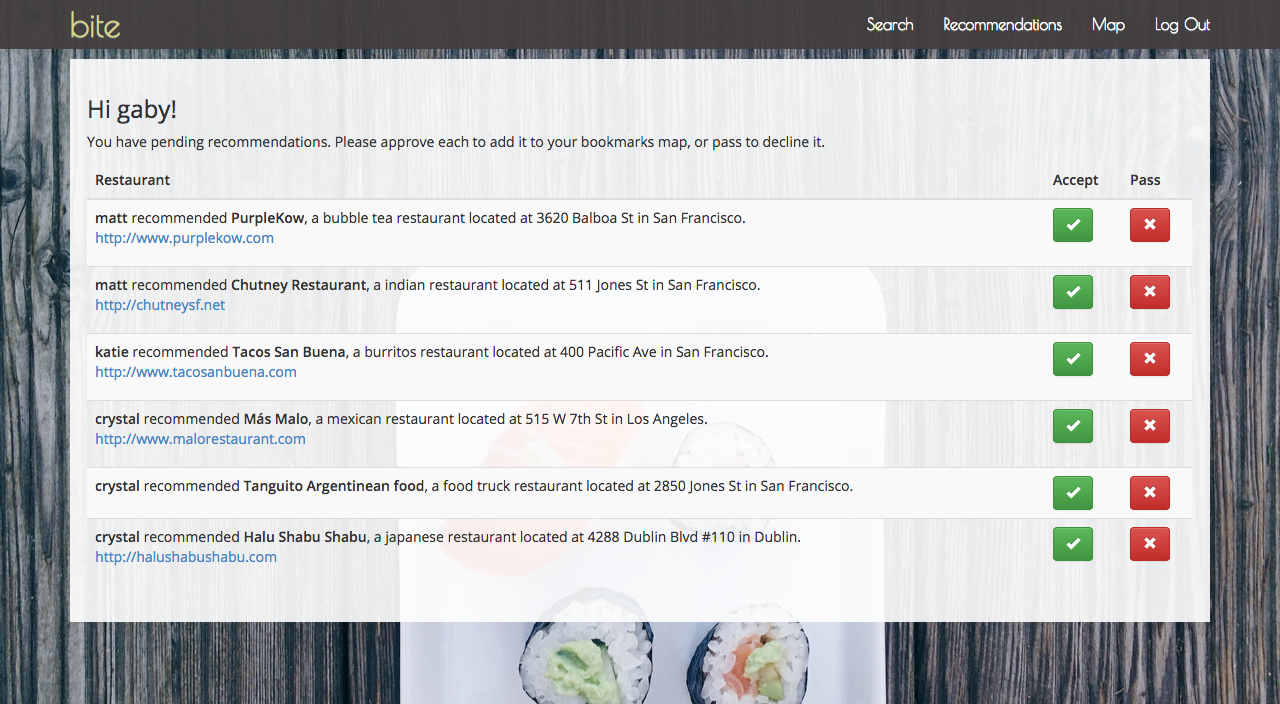 bite
Search Recommendations Map Log Out
Hi gaby!
You have pending recommendations. Please approve each to add it to your bookmarks map, or pass to decline it.
Restaurant Accept Pass
matt recommended PurpleKow, a bubble tea restaurant located at 3620 Balboa St in San Francisco.
http://www.purplekow.com
matt recommended Chutney Restaurant, a indian restaurant located at 511 Jones St in San Francisco.
http://chutneysf.net
katie recommended Tacos San Buena, a burritos restaurant located at 400 Pacific Ave in San Francisco.
http://www.tacosanbuena.com
crystal recommended Más Malo, a mexican restaurant located at 515 W 7th St in Los Angeles.
http://www.malorestaurant.com
crystal recommended Tanguito Argentinean food, a food truck restaurant located at 2850 Jones St in San Francisco.
crystal recommended Halu Shabu Shabu, a japanese restaurant located at 4288 Dublin Blvd #110 in Dublin.
http://halushabushabu.com